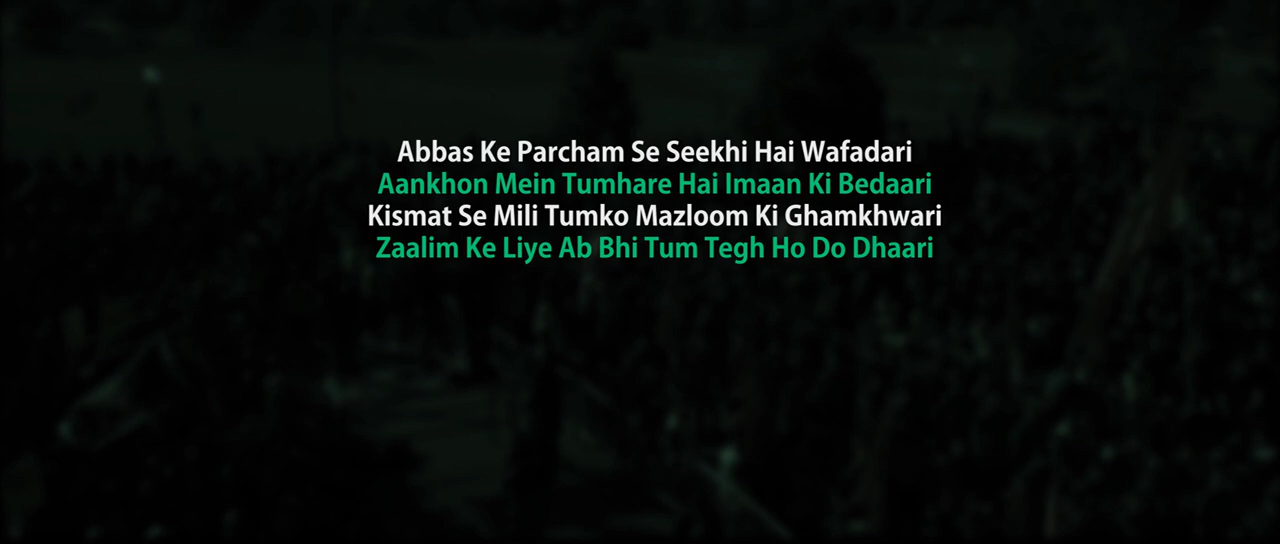 Abbas Ke Parcham Se Seekhi Hai Wafadari
Aankhon Mein Tumhare Hai Imaan Ki Bedaari
Kismat Se Mili Tumko Mazloom Ki Ghamkhwari
Zaalim Ke Liye Ab Bhi Tum Tegh Ho Do Dhaari